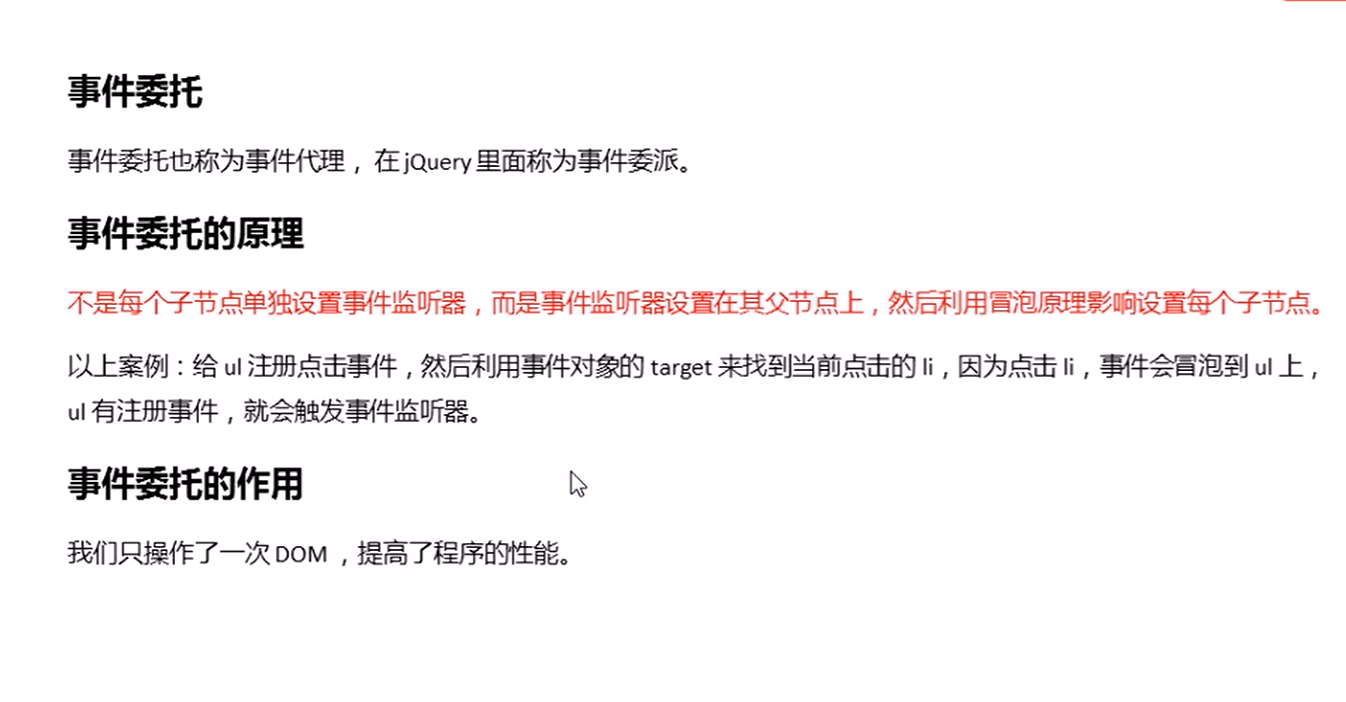 事件委托
事件委托也称为事件代理，在 jQuery 里面称为事件委派。
事件委托的原理
不是每个子节点单独设置事件监听器，而是事件监听器设置在其父节点上，然后利用冒泡原理影响设置每个子节点。
以上案例：给 ul 注册点击事件，然后利用事件对象的 target 来找到当前点击的 li，因为点击 li，事件会冒泡到 ul 上，
ul 有注册事件，就会触发事件监听器。
事件委托的作用
我们只操作了一次 DOM ，提高了程序的性能。